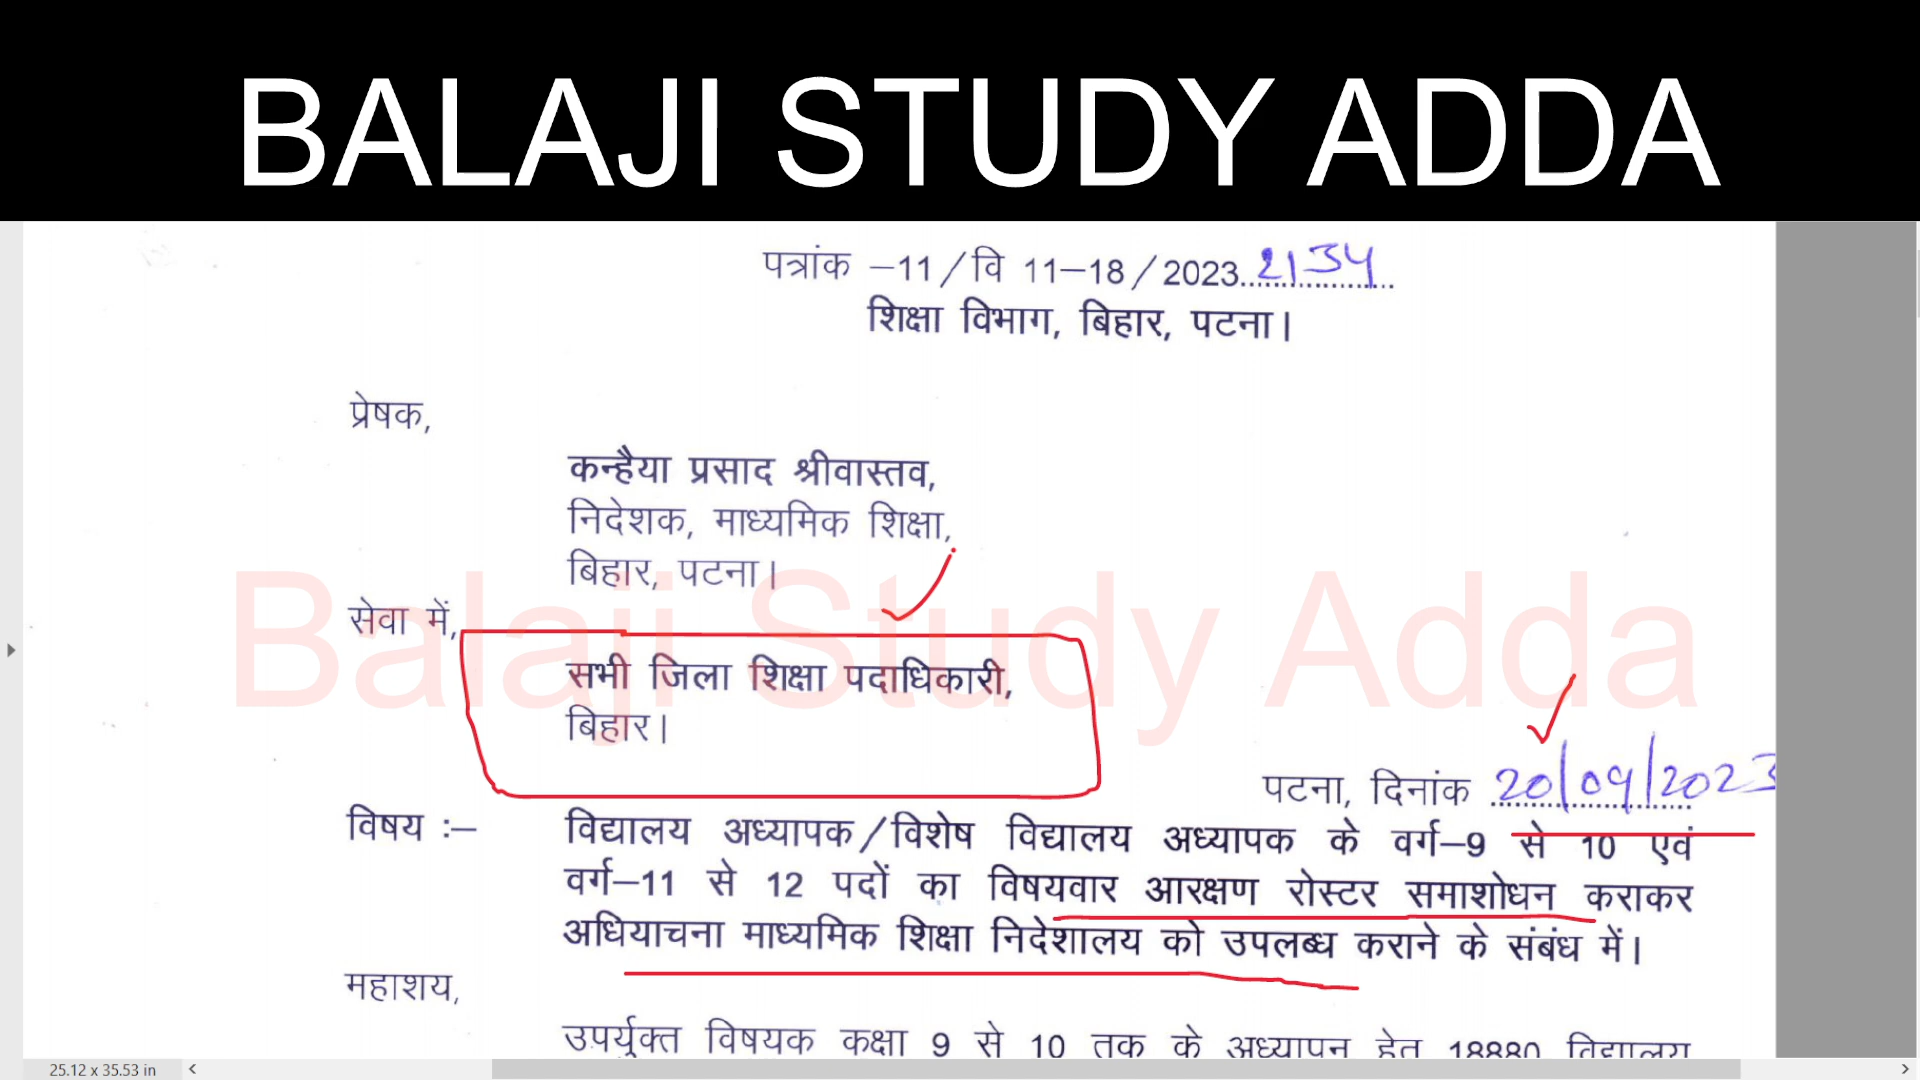 BALAJI STUDY ADDA
पत्रांक –11/वि 11–18/2023..2134..
शिक्षा विभाग, बिहार, पटना।
प्रेषक,
कन्हैया प्रसाद श्रीवास्तव,
निदेशक, माध्यमिक शिक्षा,
बिहार, पटना।
सेवा में,
Balaji Study Adda
सभी जिला शिक्षा पदाधिकारी,
बिहार।
पटना, दिनांक 20/09/2023
विषय :– विद्यालय अध्यापक/विशेष विद्यालय अध्यापक के वर्ग–9 से 10 एवं
वर्ग–11 से 12 पदों का विषयवार आरक्षण रोस्टर समाशोधन कराकर
अधियाचना माध्यमिक शिक्षा निदेशालय को उपलब्ध कराने के संबंध में।
महाशय,
उपर्युक्त विषयक कक्षा 9 से 10 तक के अध्यापन हेतु 18880 विद्यालय
25.12 x 35.53 in